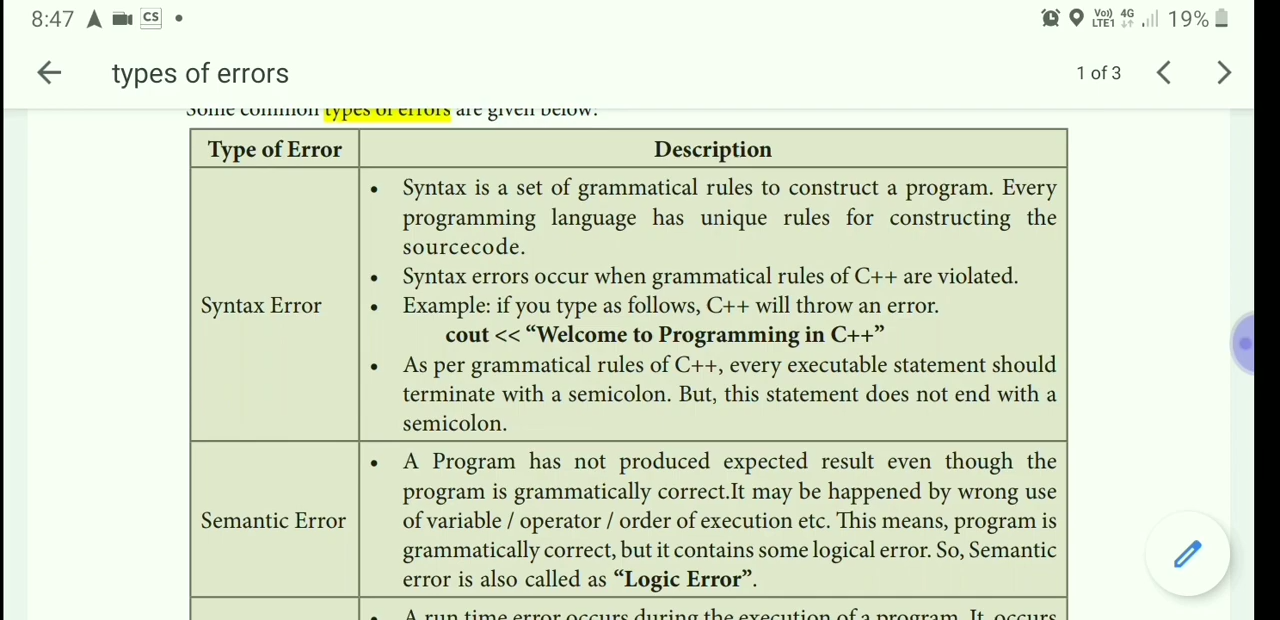 8:47 CS Vo)) LTE1 4G 19%
types of errors 1 of 3
Some common types of errors are given below:
Type of Error Description
Syntax Error
• Syntax is a set of grammatical rules to construct a program. Every
programming language has unique rules for constructing the
sourcecode.
• Syntax errors occur when grammatical rules of C++ are violated.
• Example: if you type as follows, C++ will throw an error.
cout << “Welcome to Programming in C++”
• As per grammatical rules of C++, every executable statement should
terminate with a semicolon. But, this statement does not end with a
semicolon.
Semantic Error
• A Program has not produced expected result even though the
program is grammatically correct.It may be happened by wrong use
of variable / operator / order of execution etc. This means, program is
grammatically correct, but it contains some logical error. So, Semantic
error is also called as “Logic Error”.
• A run time error occurs during the execution of a program. It occurs